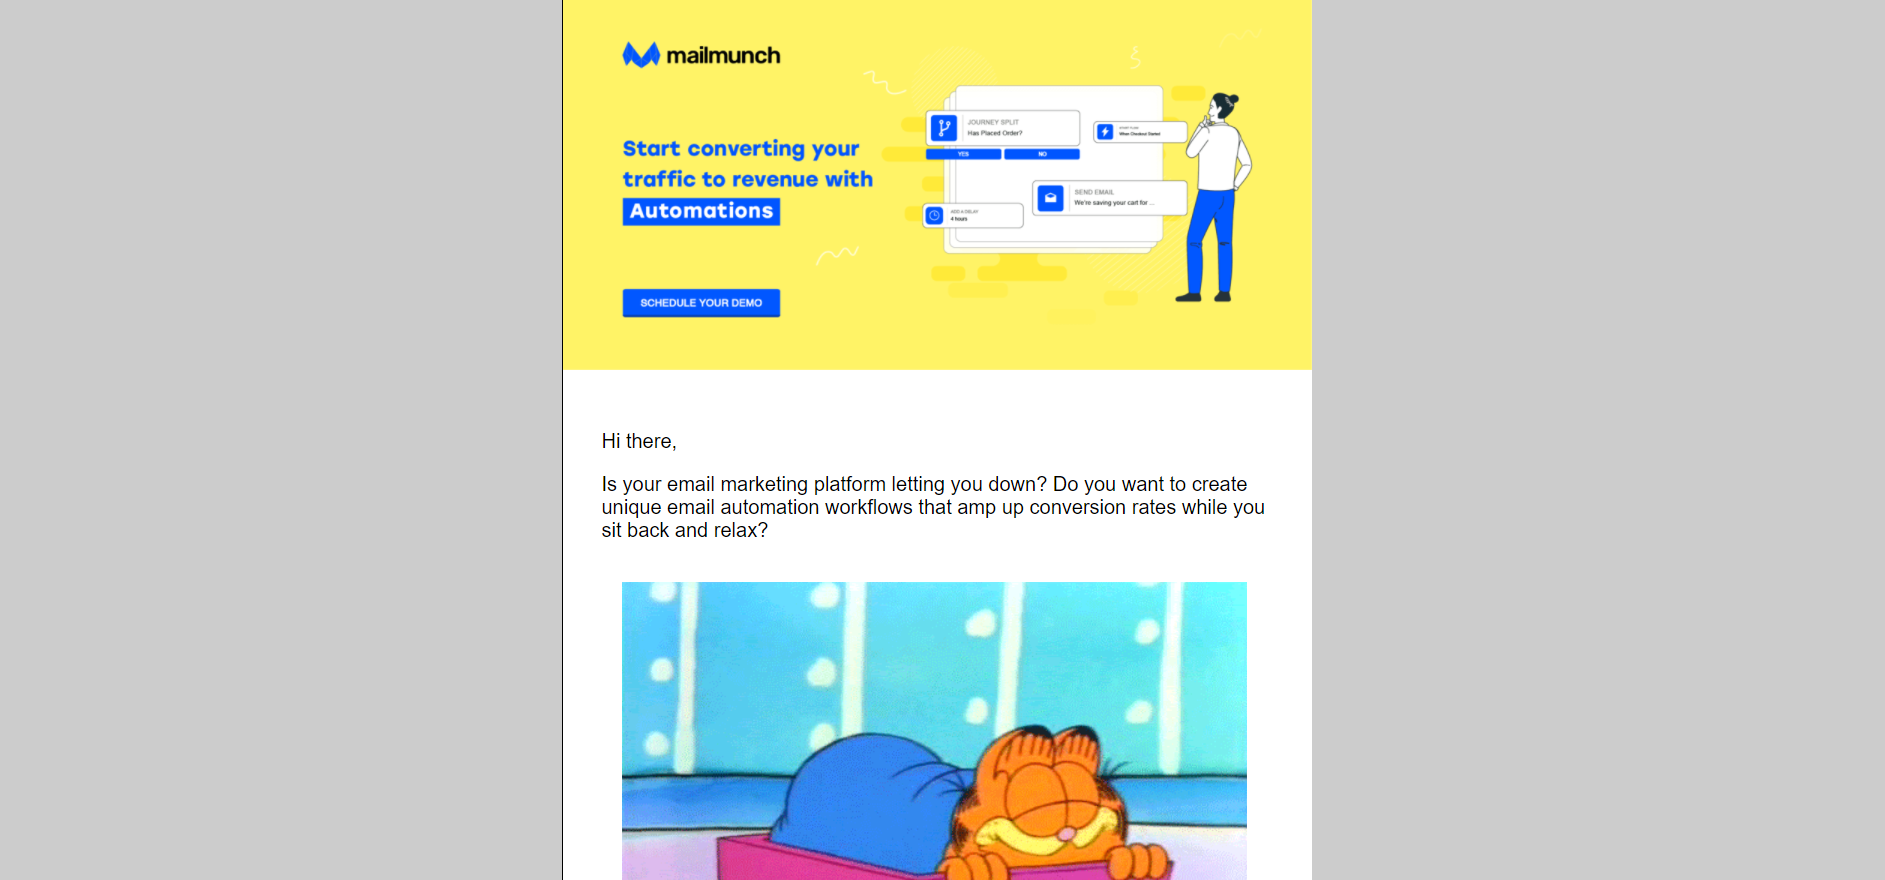 mailmunch
Start converting your
traffic to revenue with
Automations
SCHEDULE YOUR DEMO
JOURNEY SPLIT
Has Placed Order?
YES
NO
When Checkout Started
SEND EMAIL
We're saving your cart for ...
ADD A DELAY
4 hours
Hi there,
Is your email marketing platform letting you down? Do you want to create
unique email automation workflows that amp up conversion rates while you
sit back and relax?